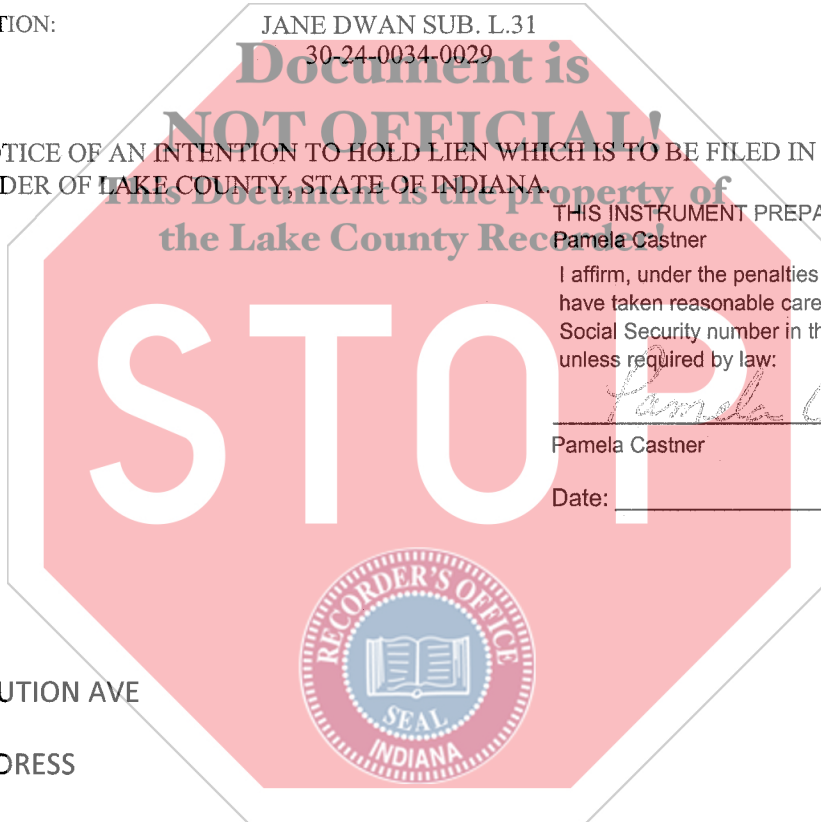 TION:
JANE DWAN SUB. L.31
30-24-0034-0029
Document is
NOT OFFICIAL!
TICE OF AN INTENTION TO HOLD LIEN WHICH IS TO BE FILED IN
DER OF LAKE COUNTY, STATE OF INDIANA.
This Document is the property of
the Lake County Recorder!
THIS INSTRUMENT PREPA
Pamela Castner
I affirm, under the penalties
have taken reasonable care
Social Security number in th
unless required by law:
Pamela C
Pamela Castner
Date:
STOP
RECORDER'S OFFICE
SEAL
INDIANA
UTION AVE
DRESS